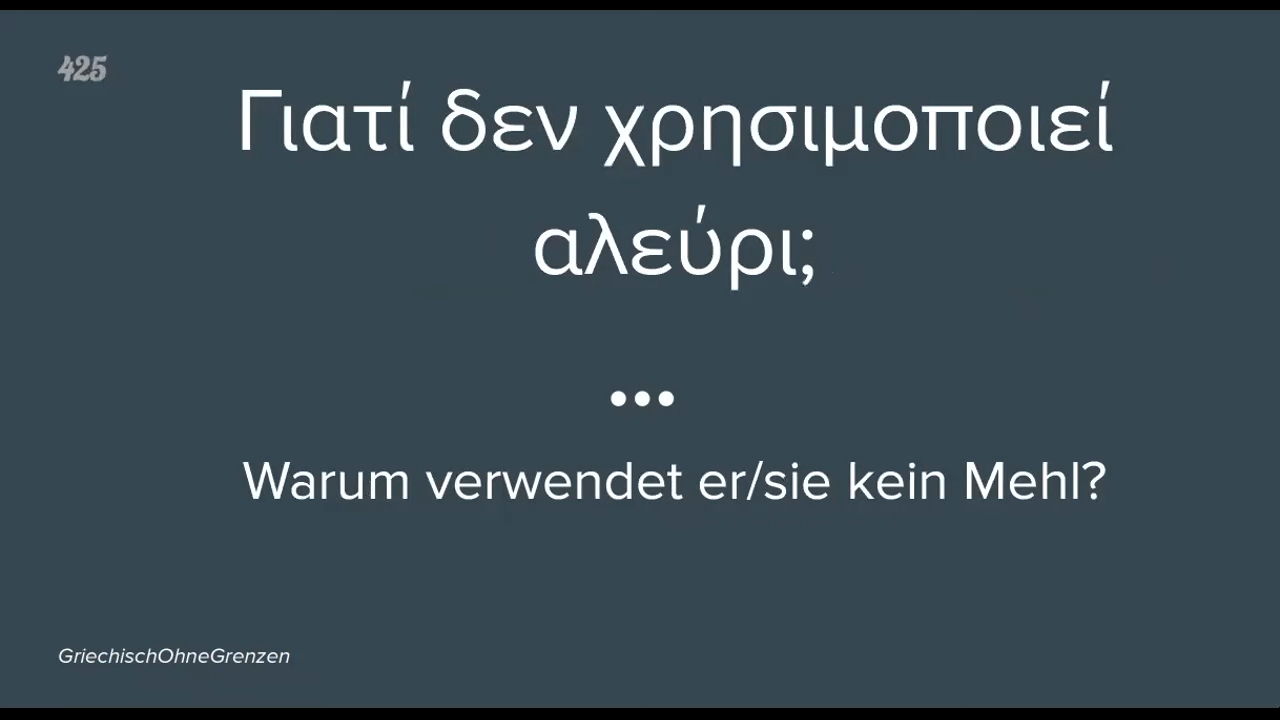 425
Γιατί δεν χρησιμοποιεί
αλεύρι;
...
Warum verwendet er/sie kein Mehl?
GriechischOhneGrenzen